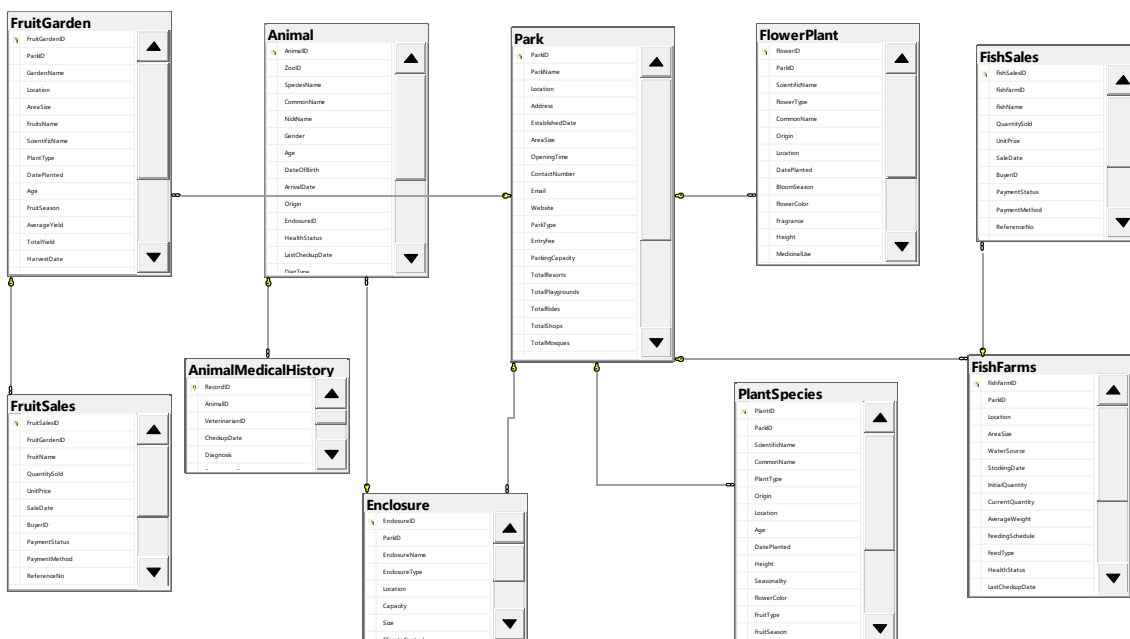 FruitGarden
FruitGardenID
ParkID
GardenName
Location
AreaSize
FruitsName
ScientificName
PlantType
DatePlanted
Age
FruitSeason
AverageYield
TotalYield
HarvestDate
Animal
AnimalID
ZooID
SpeciesName
CommonName
NickName
Gender
Age
DateOfBirth
ArrivalDate
Origin
EnclosureID
HealthStatus
LastCheckupDate
DietType
Park
ParkID
ParkName
Location
Address
EstablishedDate
AreaSize
OpeningTime
ContactNumber
Email
Website
ParkType
EntryFee
ParkingCapacity
TotalResorts
TotalPlaygrounds
TotalRides
TotalShops
TotalMosques
FlowerPlant
FlowerID
ParkID
ScientificName
FlowerType
CommonName
Origin
Location
DatePlanted
BloomSeason
FlowerColor
Fragrance
Height
MedicinalUse
FishSales
FishSalesID
FishFarmID
FishName
QuantitySold
UnitPrice
SaleDate
BuyerID
PaymentStatus
PaymentMethod
ReferenceNo
FruitSales
FruitSalesID
FruitGardenID
FruitName
QuantitySold
UnitPrice
SaleDate
BuyerID
PaymentStatus
PaymentMethod
ReferenceNo
AnimalMedicalHistory
RecordID
AnimalID
VeterinarianID
CheckupDate
Diagnosis
Enclosure
EnclosureID
ParkID
EnclosureName
EnclosureType
Location
Capacity
Size
PlantSpecies
PlantID
ParkID
ScientificName
CommonName
PlantType
Origin
Location
Age
DatePlanted
Height
Seasonality
FlowerColor
FruitType
FruitSeason
FishFarms
FishFarmID
ParkID
Location
AreaSize
WaterSource
StockingDate
InitialQuantity
CurrentQuantity
AverageWeight
FeedingSchedule
FeedType
HealthStatus
LastCheckupDate